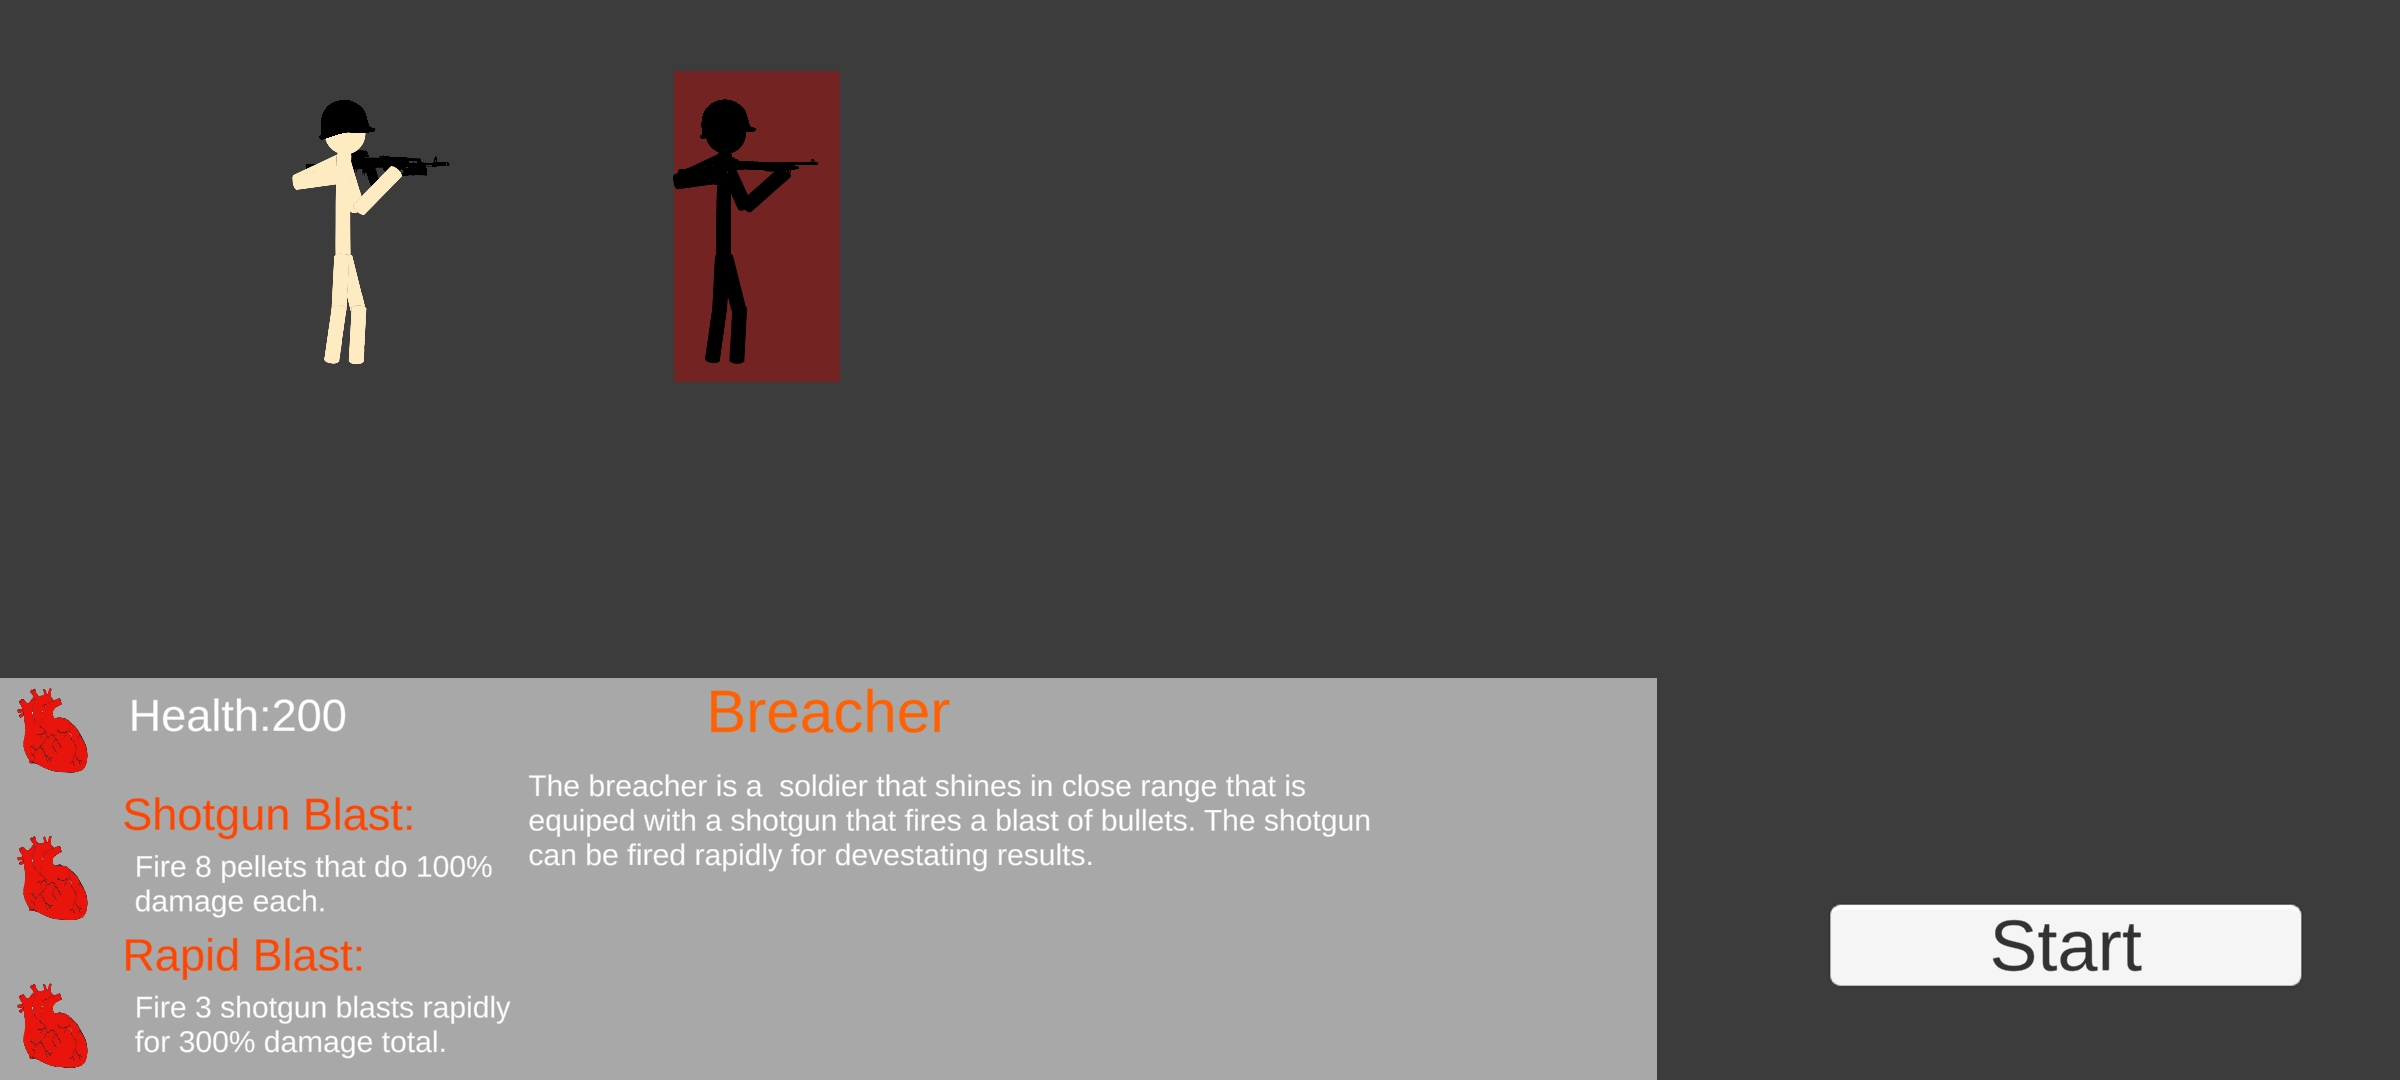 Health:200
Shotgun Blast:
Fire 8 pellets that do 100%
damage each.
Rapid Blast:
Fire 3 shotgun blasts rapidly
for 300% damage total.
Breacher
The breacher is a  soldier that shines in close range that is
equiped with a shotgun that fires a blast of bullets. The shotgun
can be fired rapidly for devestating results.
Start